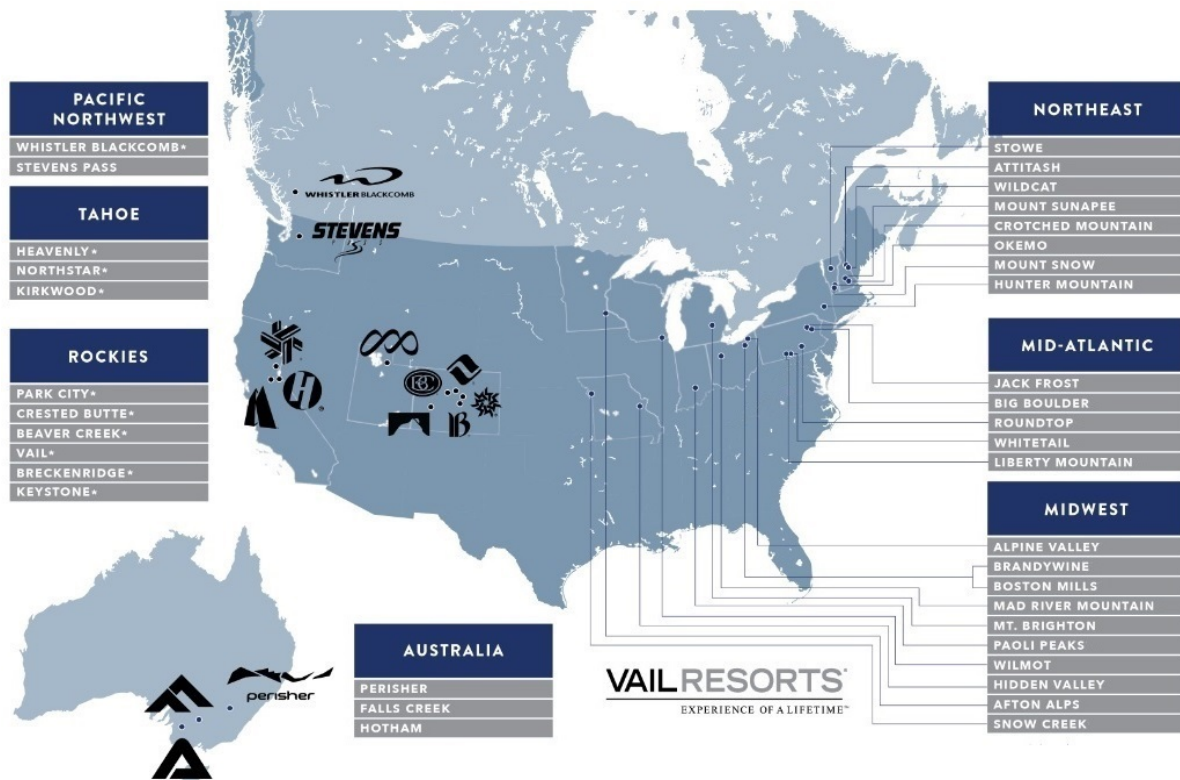 PACIFIC
NORTHWEST
WHISTLER BLACKCOMB*
STEVENS PASS
TAHOE
HEAVENLY*
NORTHSTAR*
KIRKWOOD*
ROCKIES
PARK CITY*
CRESTED BUTTE*
BEAVER CREEK*
VAIL*
BRECKENRIDGE*
KEYSTONE*
WHISTLER BLACKCOMB
STEVENS
PASS
H
BC
B
NORTHEAST
STOWE
ATTITASH
WILDCAT
MOUNT SUNAPEE
CROTCHED MOUNTAIN
OKEMO
MOUNT SNOW
HUNTER MOUNTAIN
MID-ATLANTIC
JACK FROST
BIG BOULDER
ROUNDTOP
WHITETAIL
LIBERTY MOUNTAIN
MIDWEST
ALPINE VALLEY
BRANDYWINE
BOSTON MILLS
MAD RIVER MOUNTAIN
MT. BRIGHTON
PAOLI PEAKS
WILMOT
HIDDEN VALLEY
AFTON ALPS
SNOW CREEK
perisher
AUSTRALIA
PERISHER
FALLS CREEK
HOTHAM
VAILRESORTS®
EXPERIENCE OF A LIFETIME™